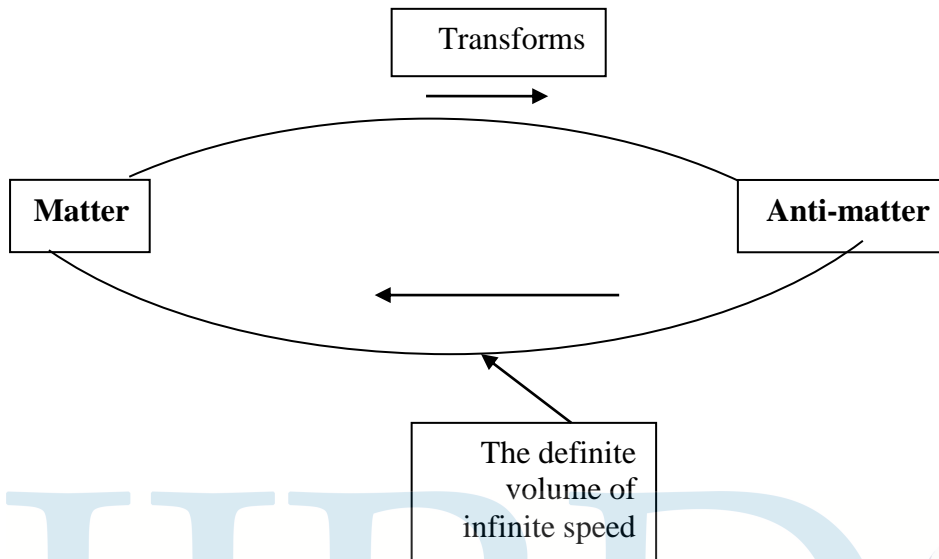 Transforms
Matter
Anti-matter
The definite
volume of
infinite speed